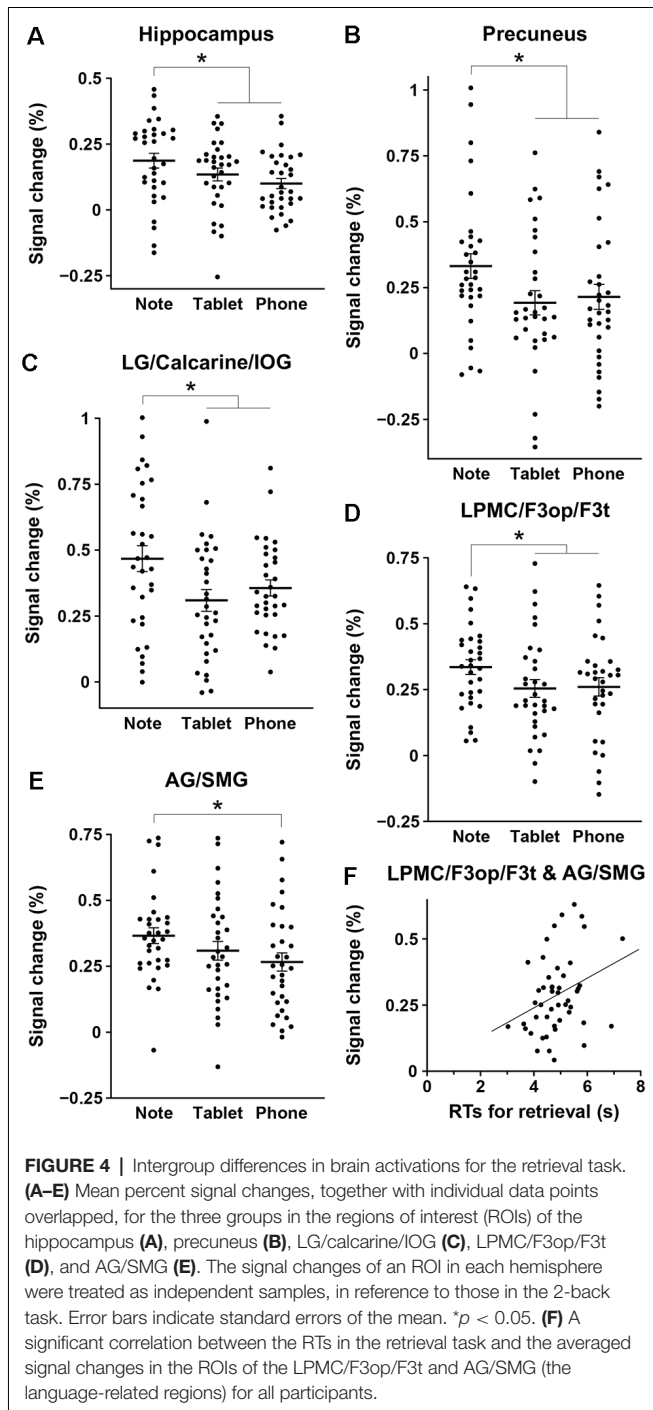 A
Hippocampus
*
Signal change (%)
0.5
0.25
0
−0.25
Note Tablet Phone
B
Precuneus
*
Signal change (%)
1
0.75
0.5
0.25
0
−0.25
Note Tablet Phone
C
LG/Calcarine/IOG
*
Signal change (%)
1
0.75
0.5
0.25
0
Note Tablet Phone
D
LPMC/F3op/F3t
*
Signal change (%)
0.75
0.5
0.25
0
−0.25
Note Tablet Phone
E
AG/SMG
*
Signal change (%)
0.75
0.5
0.25
0
−0.25
Note Tablet Phone
F
LPMC/F3op/F3t & AG/SMG
Signal change (%)
0.5
0.25
0
0 2 4 6 8
RTs for retrieval (s)
FIGURE 4 | Intergroup differences in brain activations for the retrieval task.
(A–E) Mean percent signal changes, together with individual data points
overlapped, for the three groups in the regions of interest (ROIs) of the
hippocampus (A), precuneus (B), LG/calcarine/IOG (C), LPMC/F3op/F3t
(D), and AG/SMG (E). The signal changes of an ROI in each hemisphere
were treated as independent samples, in reference to those in the 2-back
task. Error bars indicate standard errors of the mean. *p < 0.05. (F) A
significant correlation between the RTs in the retrieval task and the averaged
signal changes in the ROIs of the LPMC/F3op/F3t and AG/SMG (the
language-related regions) for all participants.